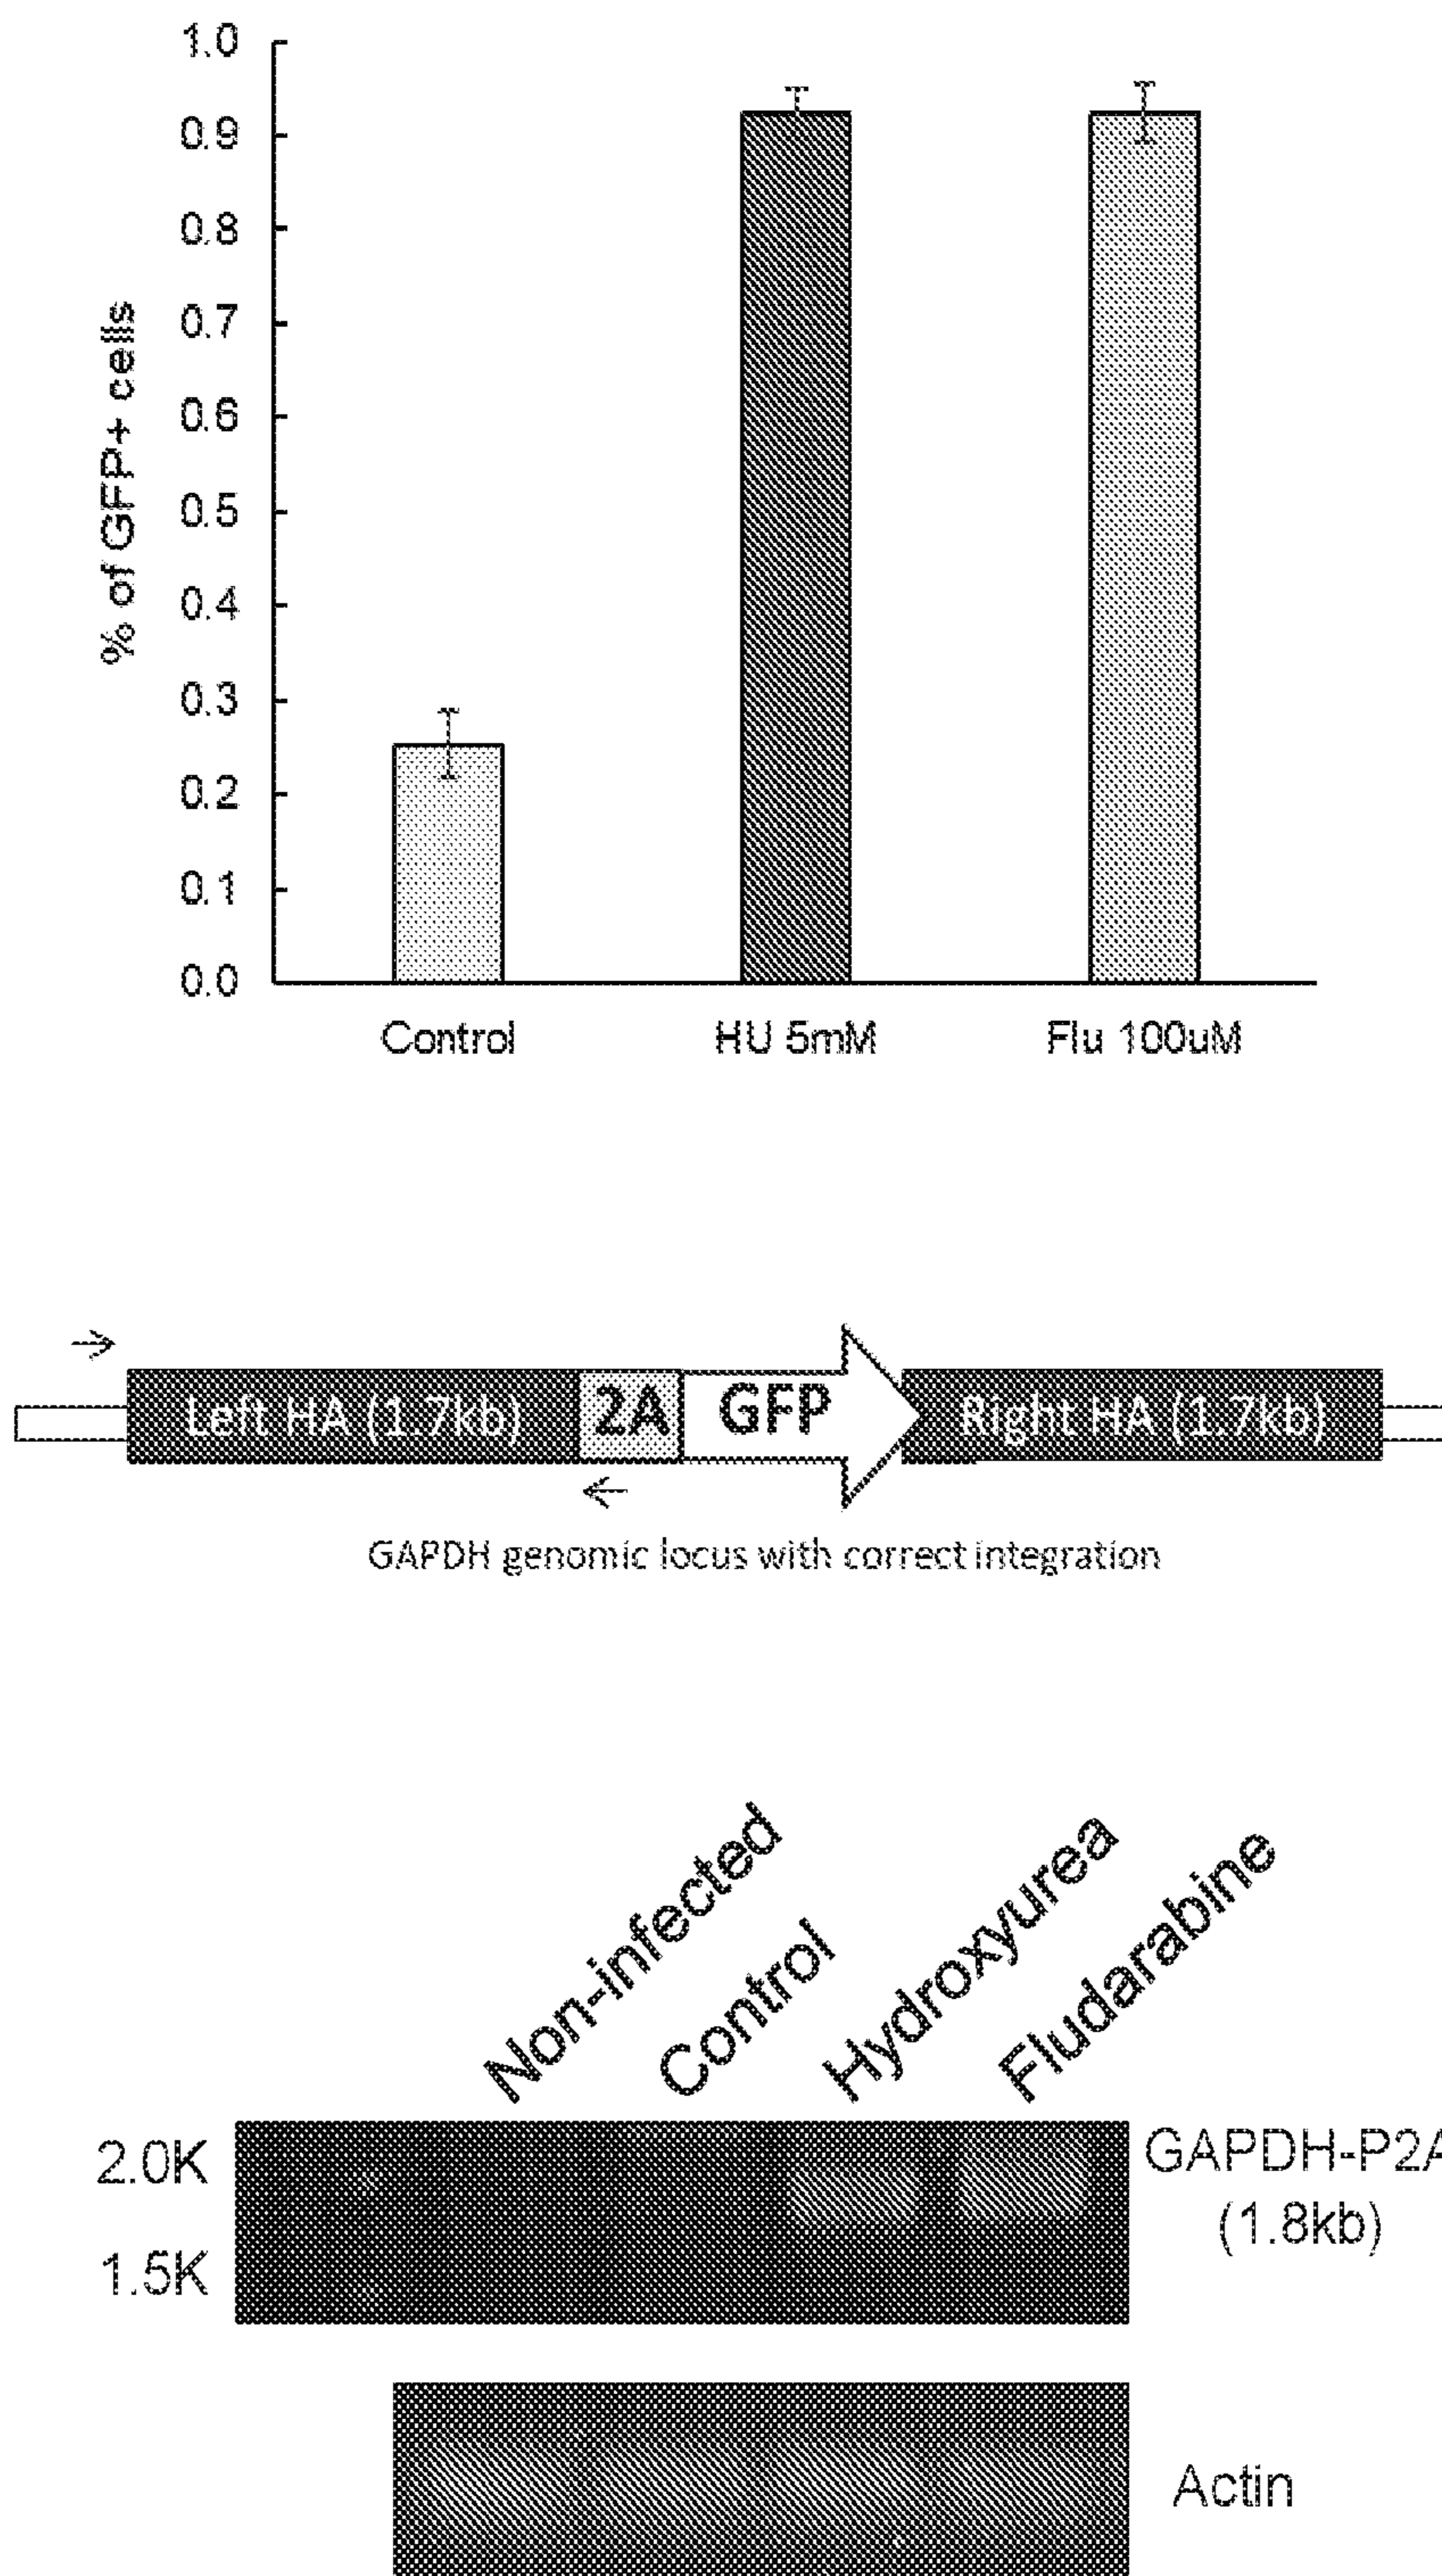 1.0
0.9
0.8
0.7
0.6
0.5
0.4
0.3
0.2
0.1
0.0
% of GFP+ cells
Control
HU 5mM
Flu 100uM
Left HA (1.7kb)
2A
GFP
Right HA (1.7kb)
GAPDH genomic locus with correct integration
Non-infected
Control
Hydroxyurea
Fludarabine
2.0K
1.5K
GAPDH-P2A
(1.8kb)
Actin